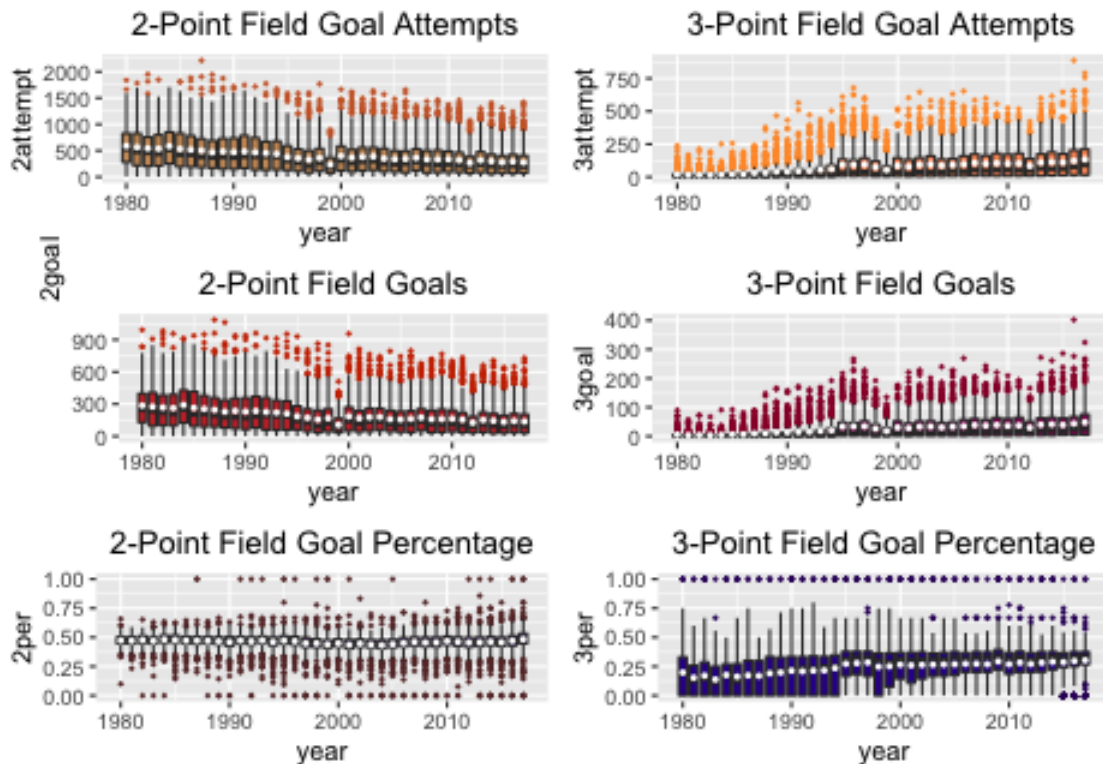 2-Point Field Goal Attempts
2attempt
2000
1500
1000
500
0
1980 1990 2000 2010
year
3-Point Field Goal Attempts
3attempt
750
500
250
0
1980 1990 2000 2010
year
2-Point Field Goals
2goal
900
600
300
0
1980 1990 2000 2010
year
3-Point Field Goals
3goal
400
300
200
100
0
1980 1990 2000 2010
year
2-Point Field Goal Percentage
2per
1.00
0.75
0.50
0.25
0.00
1980 1990 2000 2010
year
3-Point Field Goal Percentage
3per
1.00
0.75
0.50
0.25
0.00
1980 1990 2000 2010
year